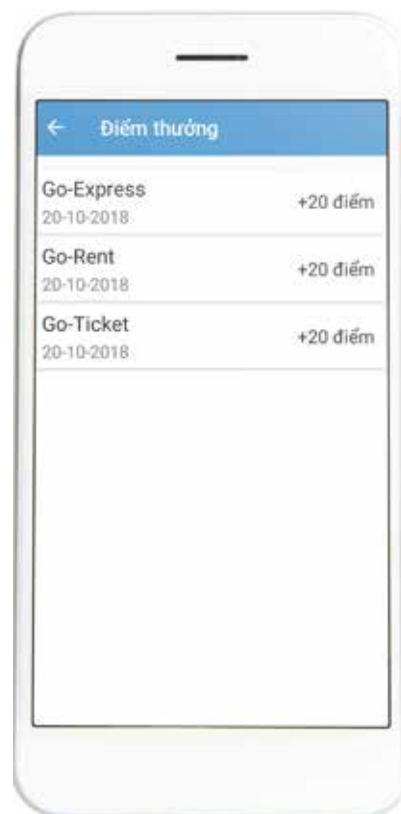 Điểm thưởng
Go-Express
+20 điểm
20-10-2018
Go-Rent
+20 điểm
20-10-2018
Go-Ticket
+20 điểm
20-10-2018